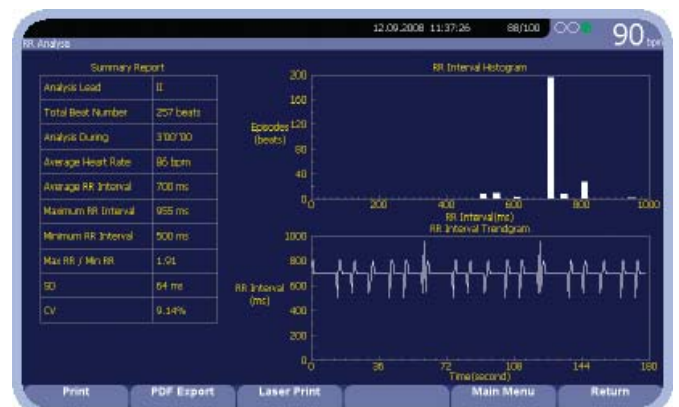 12.09.2008 11:37:26 88/100 90 bpm
RR Analysis
Summary Report
Analysis Lead II
Total Beat Number 257 beats
Analysis During 3'00"00
Average Heart Rate 86 bpm
Average RR Interval 700 ms
Maximum RR Interval 955 ms
Minimum RR Interval 500 ms
Max RR / Min RR 1.91
SD 64 ms
CV 9.14%
RR Interval Histogram
200
160
Episodes 120
(beats)
80
40
0
0 200 400 600 800 1000
RR Interval(ms)
RR Interval Trendgram
1000
800
RR Interval 600
(ms)
400
200
0
0 36 72 108 144 180
Time(second)
Print PDF Export Laser Print Main Menu Return